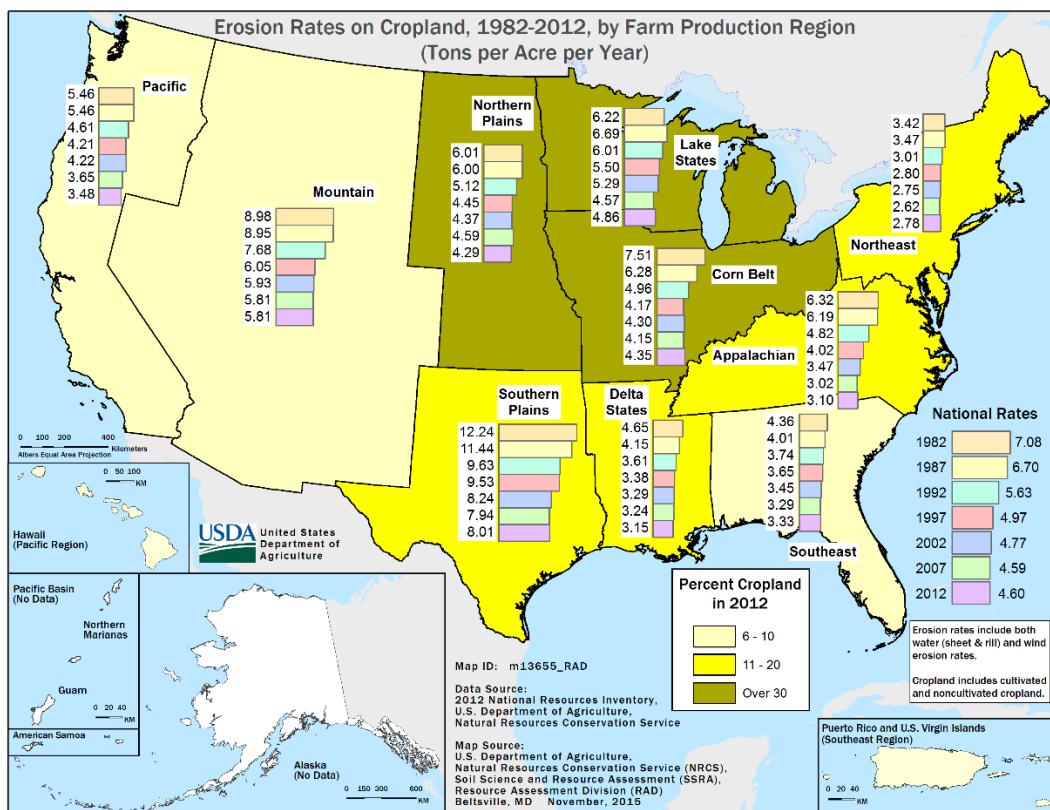 Erosion Rates on Cropland, 1982-2012, by Farm Production Region
(Tons per Acre per Year)
Pacific
5.46
5.46
4.61
4.21
4.22
3.65
3.48
Mountain
8.98
8.95
7.68
6.05
5.93
5.81
5.81
Northern
Plains
6.01
6.00
5.12
4.45
4.37
4.59
4.29
Lake
States
6.22
6.69
6.01
5.50
5.29
4.57
4.86
Corn Belt
7.51
6.28
4.96
4.17
4.30
4.15
4.35
3.42
3.47
3.01
2.80
2.75
2.62
2.78
Northeast
Appalachian
6.32
6.19
4.82
4.02
3.47
3.02
3.10
Southern
Plains
12.24
11.44
9.63
9.53
8.24
7.94
8.01
Delta
States
4.65
4.15
3.61
3.38
3.29
3.24
3.15
4.36
4.01
3.74
3.65
3.45
3.29
3.33
Southeast
National Rates
1982 7.08
1987 6.70
1992 5.63
1997 4.97
2002 4.77
2007 4.59
2012 4.60
0 100 200 400
Kilometers
Albers Equal Area Projection
0 50 100
KM
Hawaii
(Pacific Region)
USDA
United States
Department of
Agriculture
Pacific Basin
(No Data)
Northern
Marianas
Guam
0 20 40
KM
American Samoa
Alaska
(No Data)
0 150 300 600
KM
Map ID: m13655_RAD
Data Source:
2012 National Resources Inventory,
U.S. Department of Agriculture,
Natural Resources Conservation Service
Map Source:
U.S. Department of Agriculture,
Natural Resources Conservation Service (NRCS),
Soil Science and Resource Assessment (SSRA),
Resource Assessment Division (RAD)
Beltsville, MD November, 2015
Percent Cropland
in 2012
6 - 10
11 - 20
Over 30
Erosion rates include both
water (sheet & rill) and wind
erosion rates.
Cropland includes cultivated
and noncultivated cropland.
Puerto Rico and U.S. Virgin Islands
(Southeast Region)
0 20 40
KM